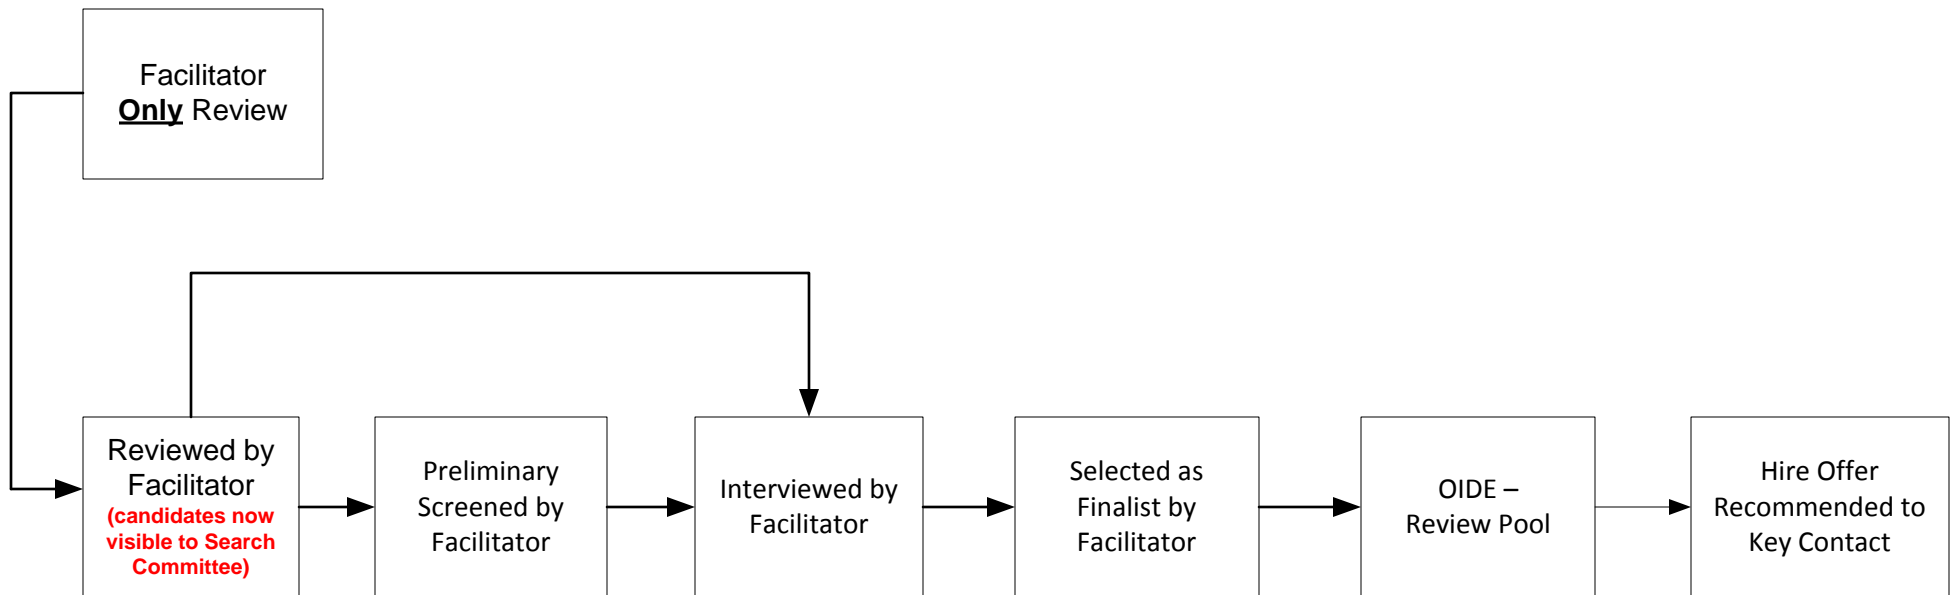 Facilitator
Only Review
Reviewed by
Facilitator
(candidates now
visible to Search
Committee)
Preliminary
Screened by
Facilitator
Interviewed by
Facilitator
Selected as
Finalist by
Facilitator
OIDE –
Review Pool
Hire Offer
Recommended to
Key Contact